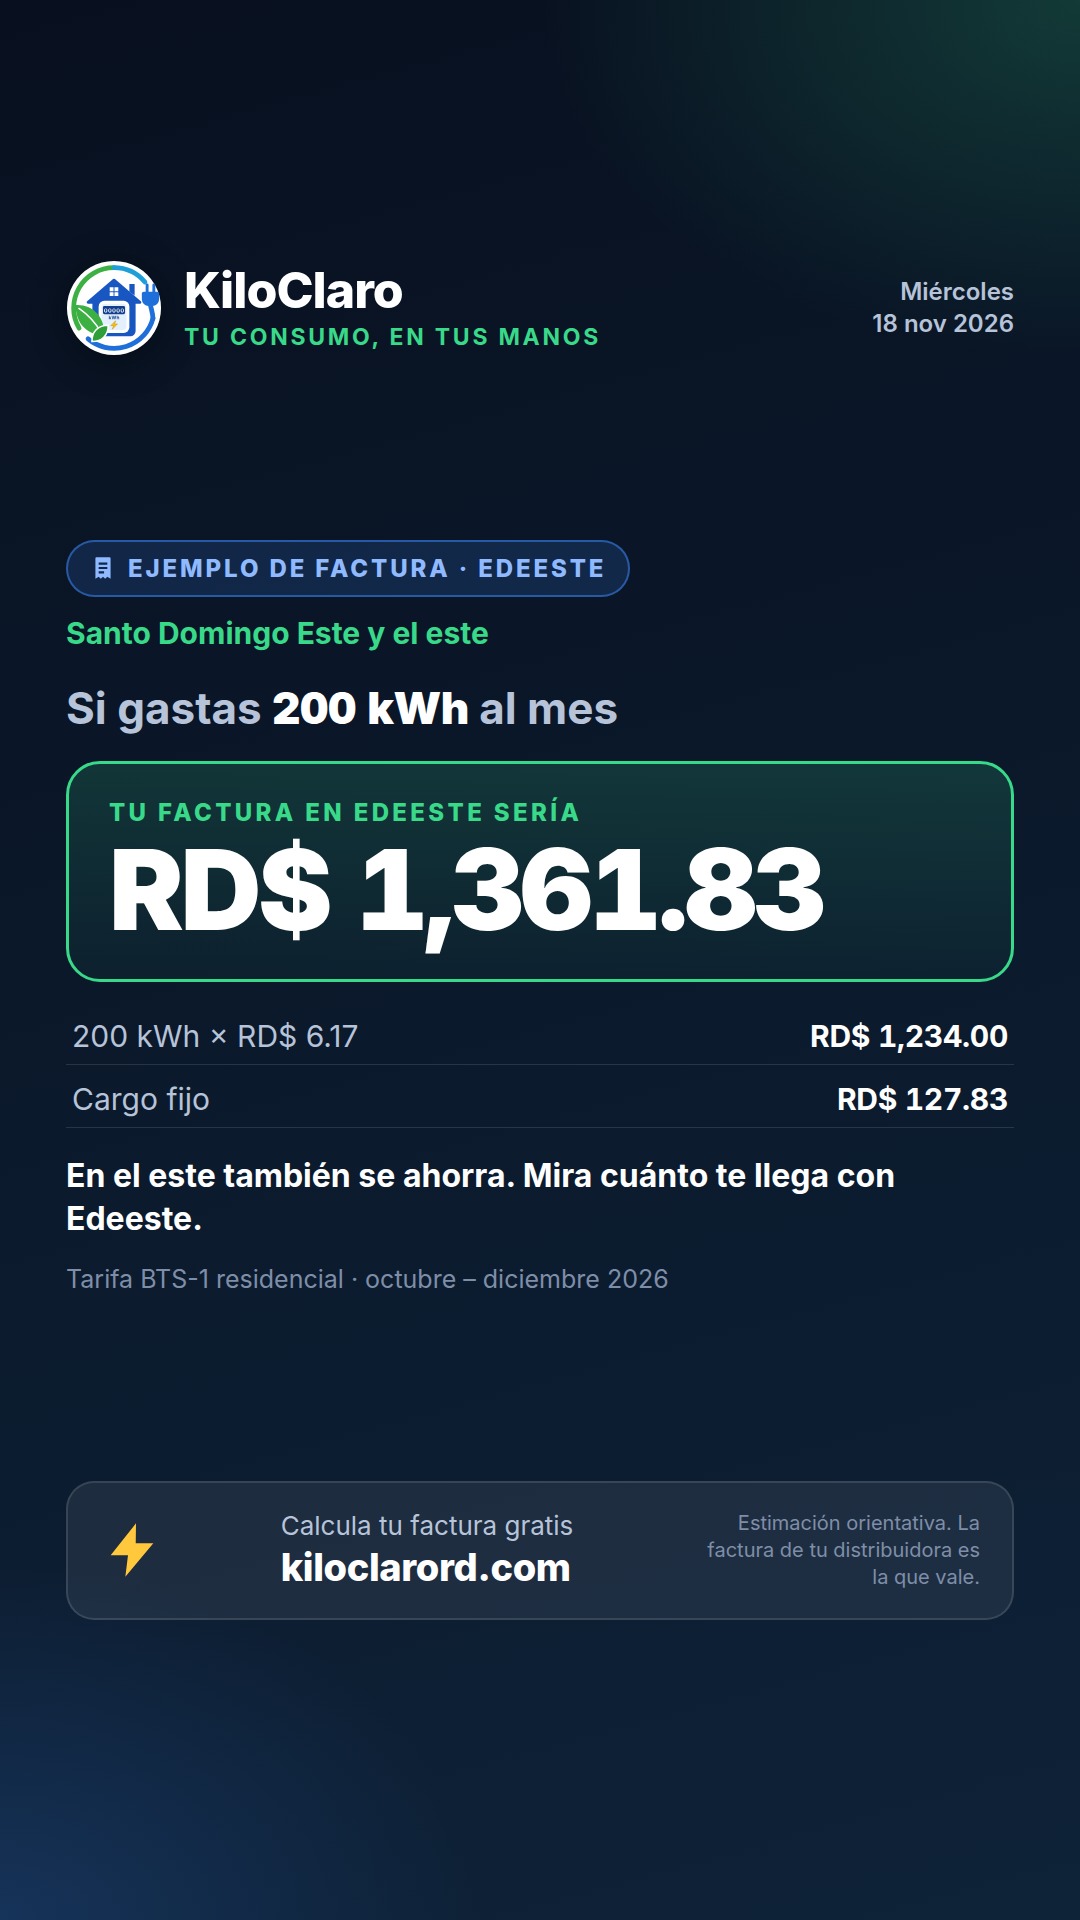 KiloClaro
TU CONSUMO, EN TUS MANOS
Miércoles
18 nov 2026
EJEMPLO DE FACTURA · EDEESTE
Santo Domingo Este y el este
Si gastas 200 kWh al mes
TU FACTURA EN EDEESTE SERÍA
RD$ 1,361.83
200 kWh × RD$ 6.17 RD$ 1,234.00
Cargo fijo RD$ 127.83
En el este también se ahorra. Mira cuánto te llega con
Edeeste.
Tarifa BTS-1 residencial · octubre – diciembre 2026
Calcula tu factura gratis
kiloclarord.com
Estimación orientativa. La
factura de tu distribuidora es
la que vale.